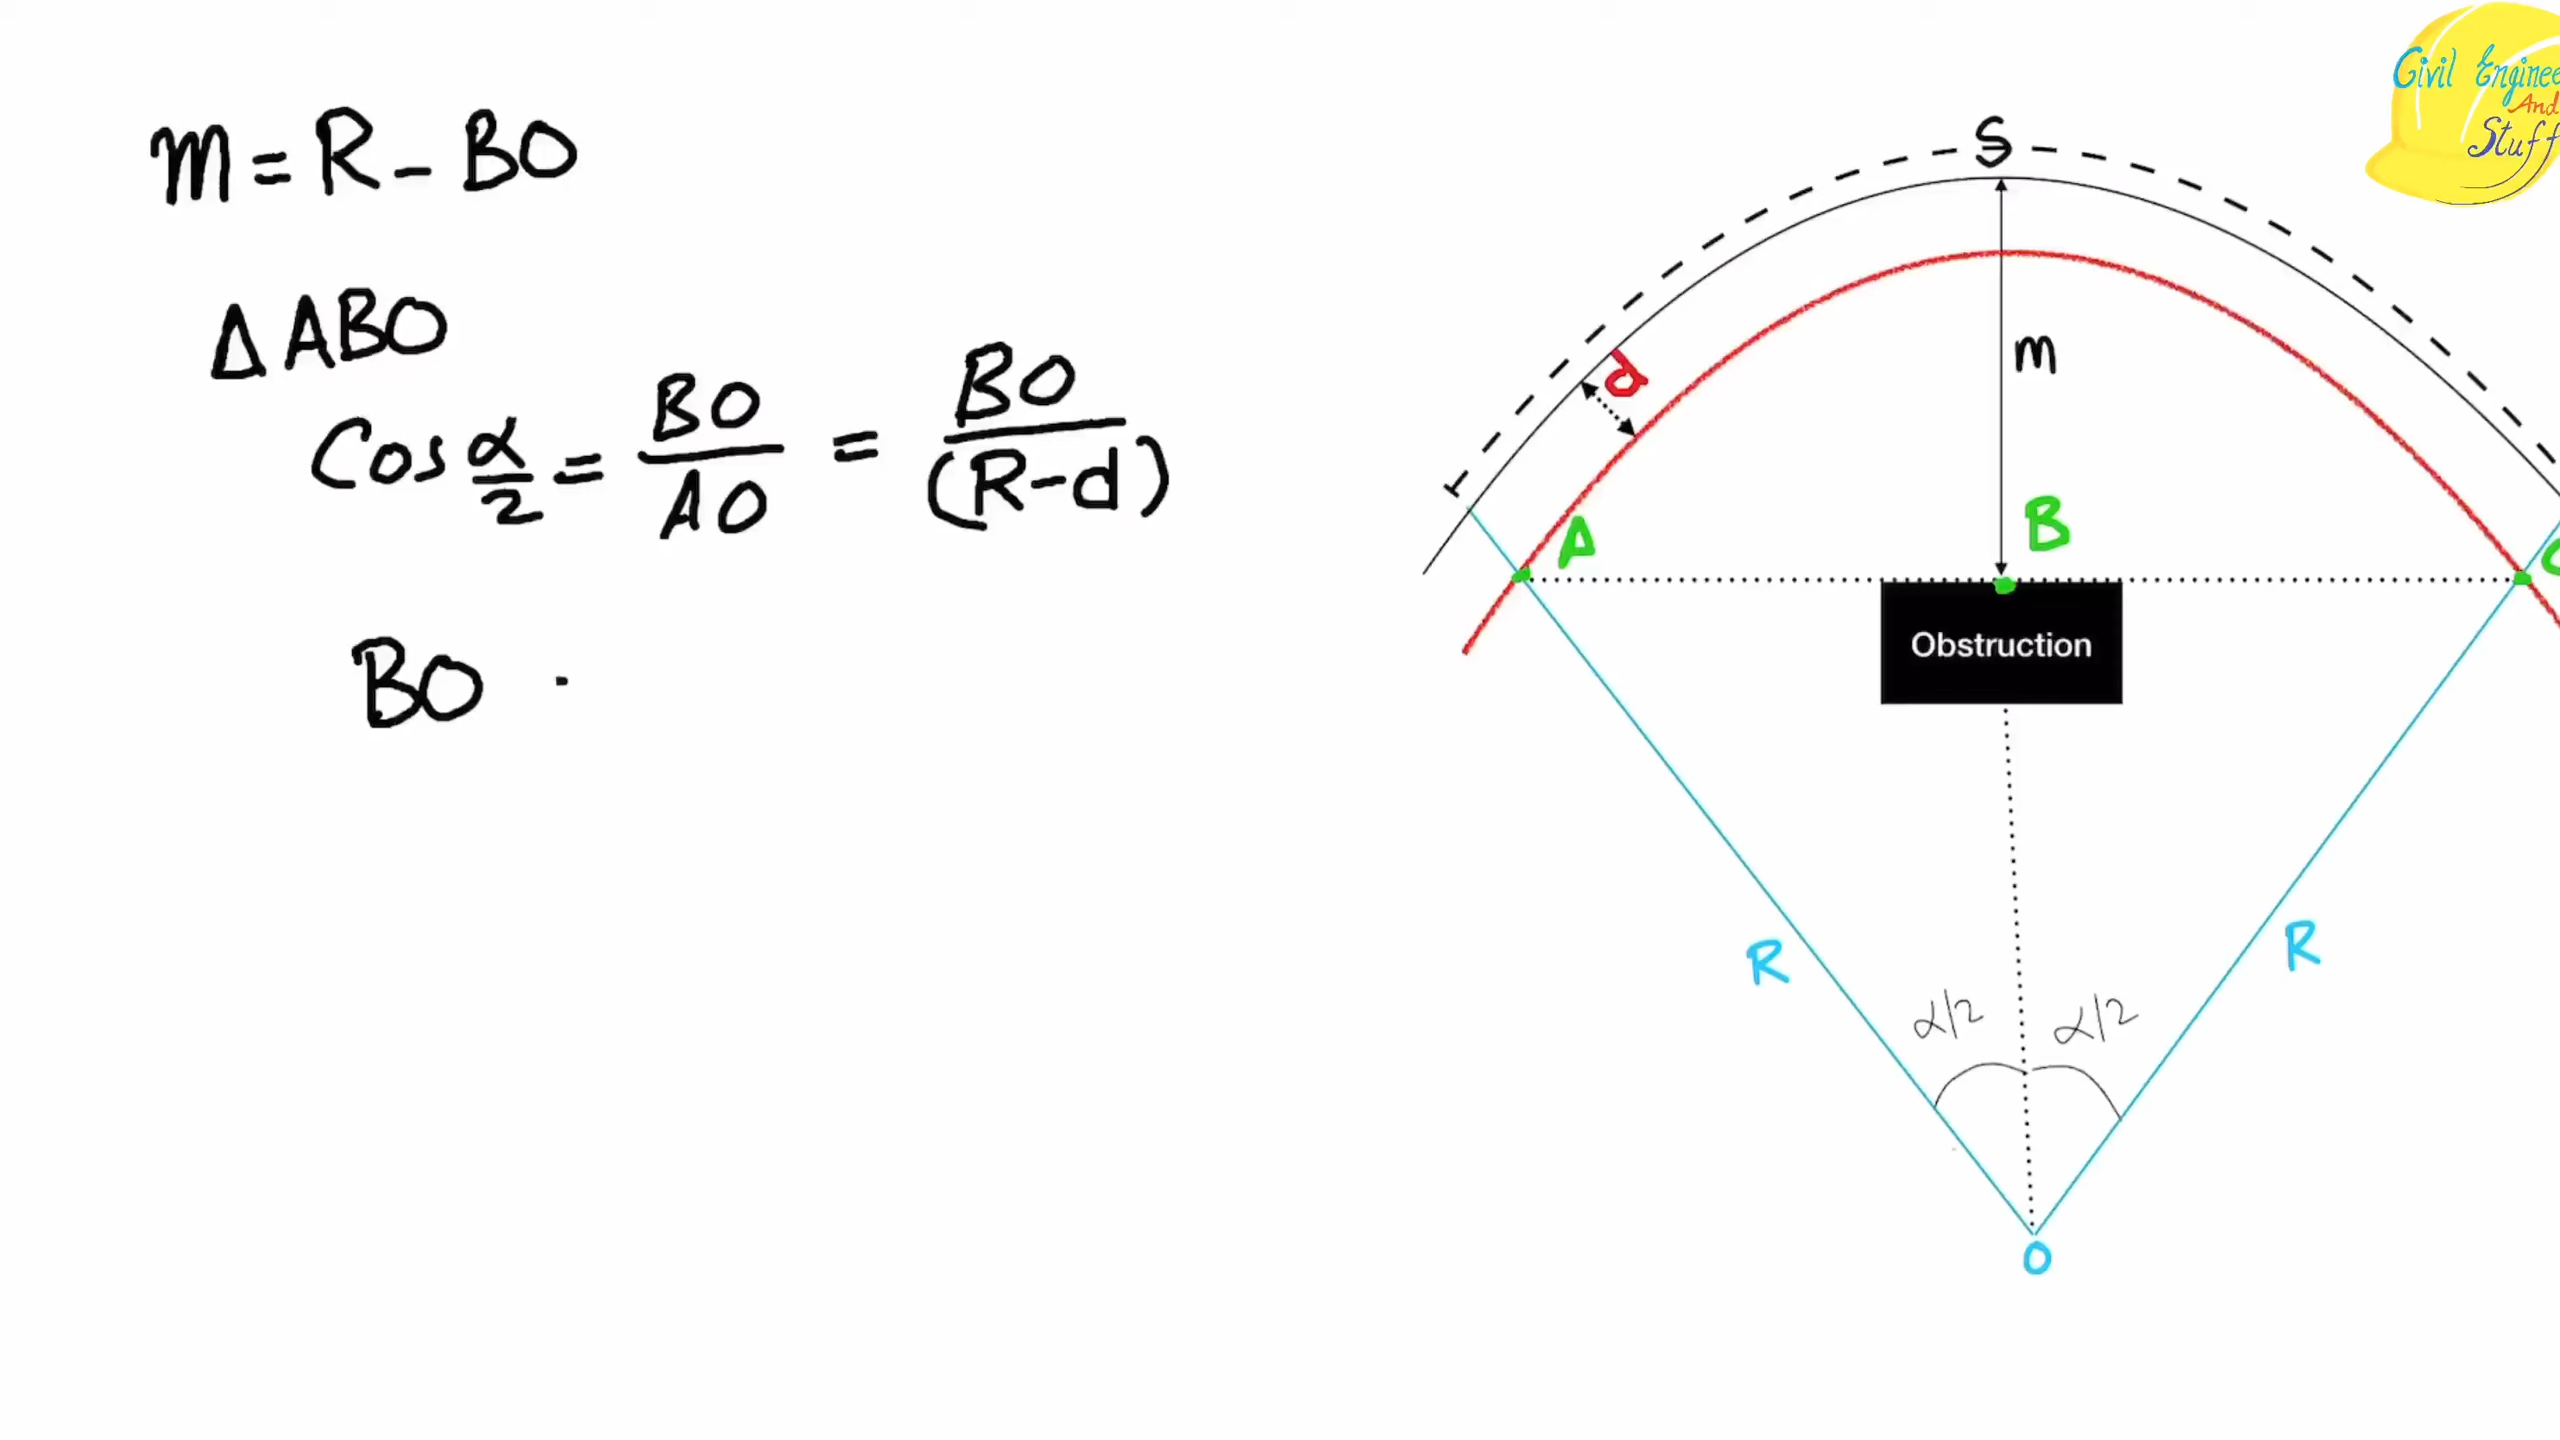 m = R - BO
Δ ABO
Cos α/2 = BO/AO = BO/(R-d)
BO
Civil Enginee
And
Stuff
S
d
m
A
B
C
Obstruction
R
R
α/2
α/2
O